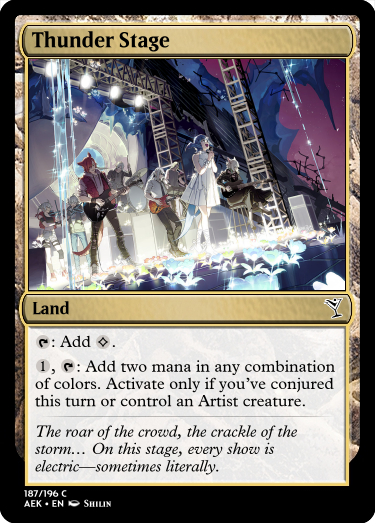 Thunder Stage
Land
: Add .
1, : Add two mana in any combination
of colors. Activate only if you've conjured
this turn or control an Artist creature.
The roar of the crowd, the crackle of the
storm… On this stage, every show is
electric—sometimes literally.
187/196 C
AEK • EN Shilin